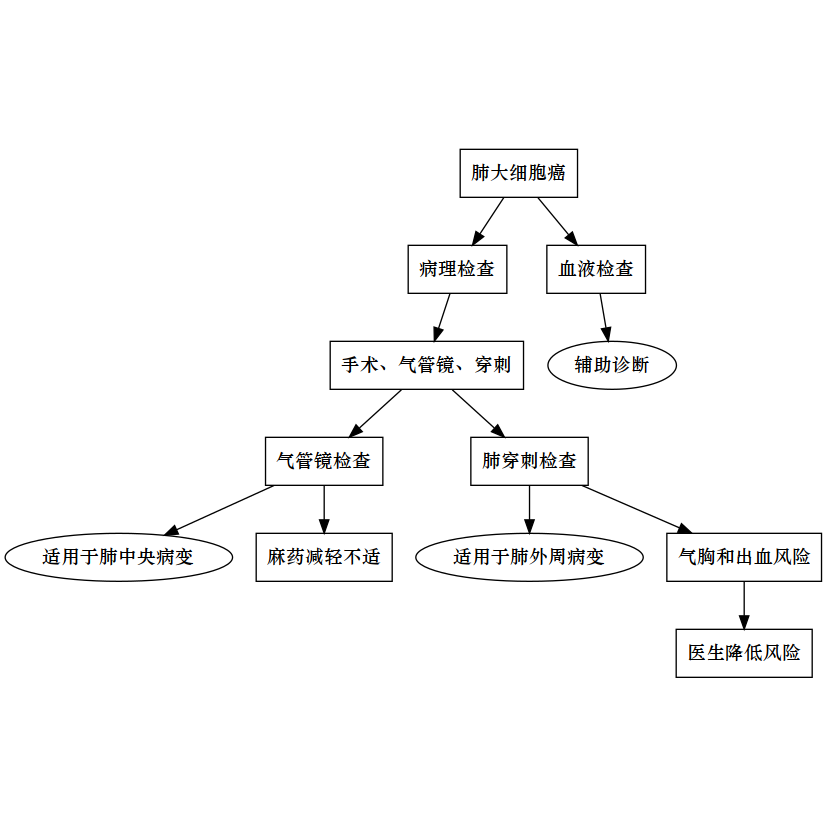 肺大细胞癌
病理检查
血液检查
手术、气管镜、穿刺
辅助诊断
气管镜检查
肺穿刺检查
适用于肺中央病变
麻药减轻不适
适用于肺外周病变
气胸和出血风险
医生降低风险